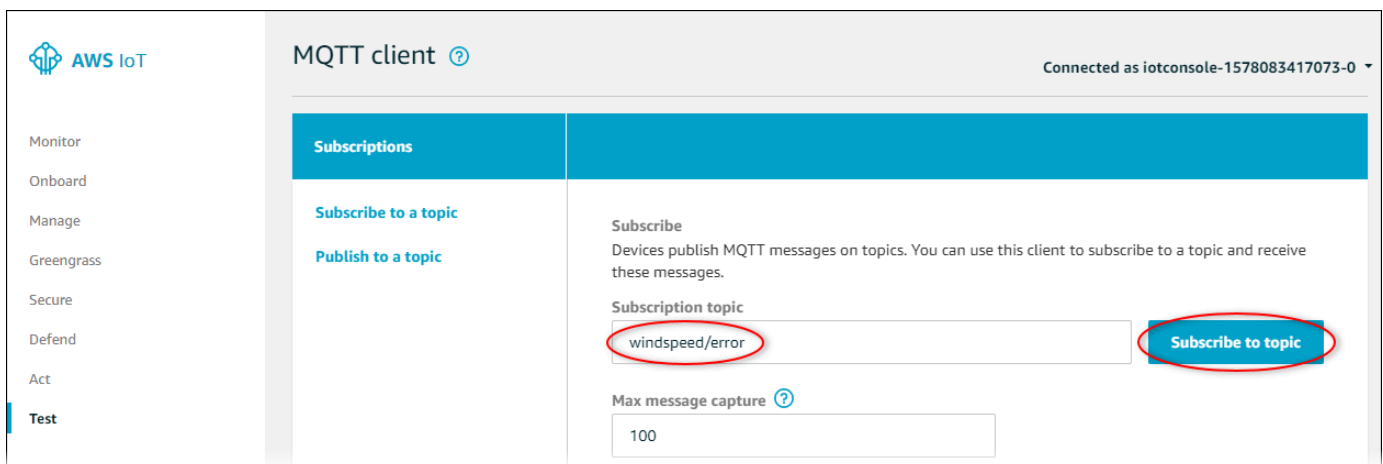 AWS IoT
MQTT client ?
Connected as iotconsole-1578083417073-0
Monitor
Onboard
Manage
Greengrass
Secure
Defend
Act
Test
Subscriptions
Subscribe to a topic
Publish to a topic
Subscribe
Devices publish MQTT messages on topics. You can use this client to subscribe to a topic and receive
these messages.
Subscription topic
windspeed/error
Subscribe to topic
Max message capture ?
100